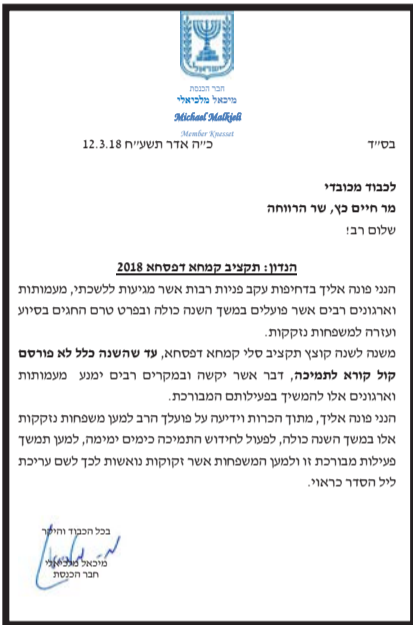 חבר הכנסת
מיכאל מלכיאלי
Michael Malkieli
Member Knesset
בס״ד
כ״ה אדר תשע״ח 12.3.18
לכבוד מכובדי
מר חיים כץ, שר הרווחה
שלום רב!
הנדון: תקציב קמחא דפסחא 2018
הנני פונה אליך בדחיפות עקב פניות רבות אשר מגיעות ללשכתי, מעמותות
וארגונים רבים אשר פועלים במשך השנה כולה ובפרט טרם החגים בסיוע
ועזרה למשפחות נזקקות.
משנה לשנה קוצץ תקציב סלי קמחא דפסחא, עד שהשנה כלל לא פורסם
קול קורא לתמיכה, דבר אשר יקשה ובמקרים רבים ימנע מעמותות
וארגונים אלו להמשיך בפעילותם המבורכת.
הנני פונה אליך, מתוך הכרות וידיעה על פועלך הרב למען משפחות נזקקות
אלו במשך השנה כולה, לפעול לחידוש התמיכה כימים ימימה, למען תמשך
פעילות מבורכת זו ולמען המשפחות אשר זקוקות נואשות לכך לשם עריכת
ליל הסדר כראוי.
בכל הכבוד והיקר
מיכאל מלכיאלי
חבר הכנסת